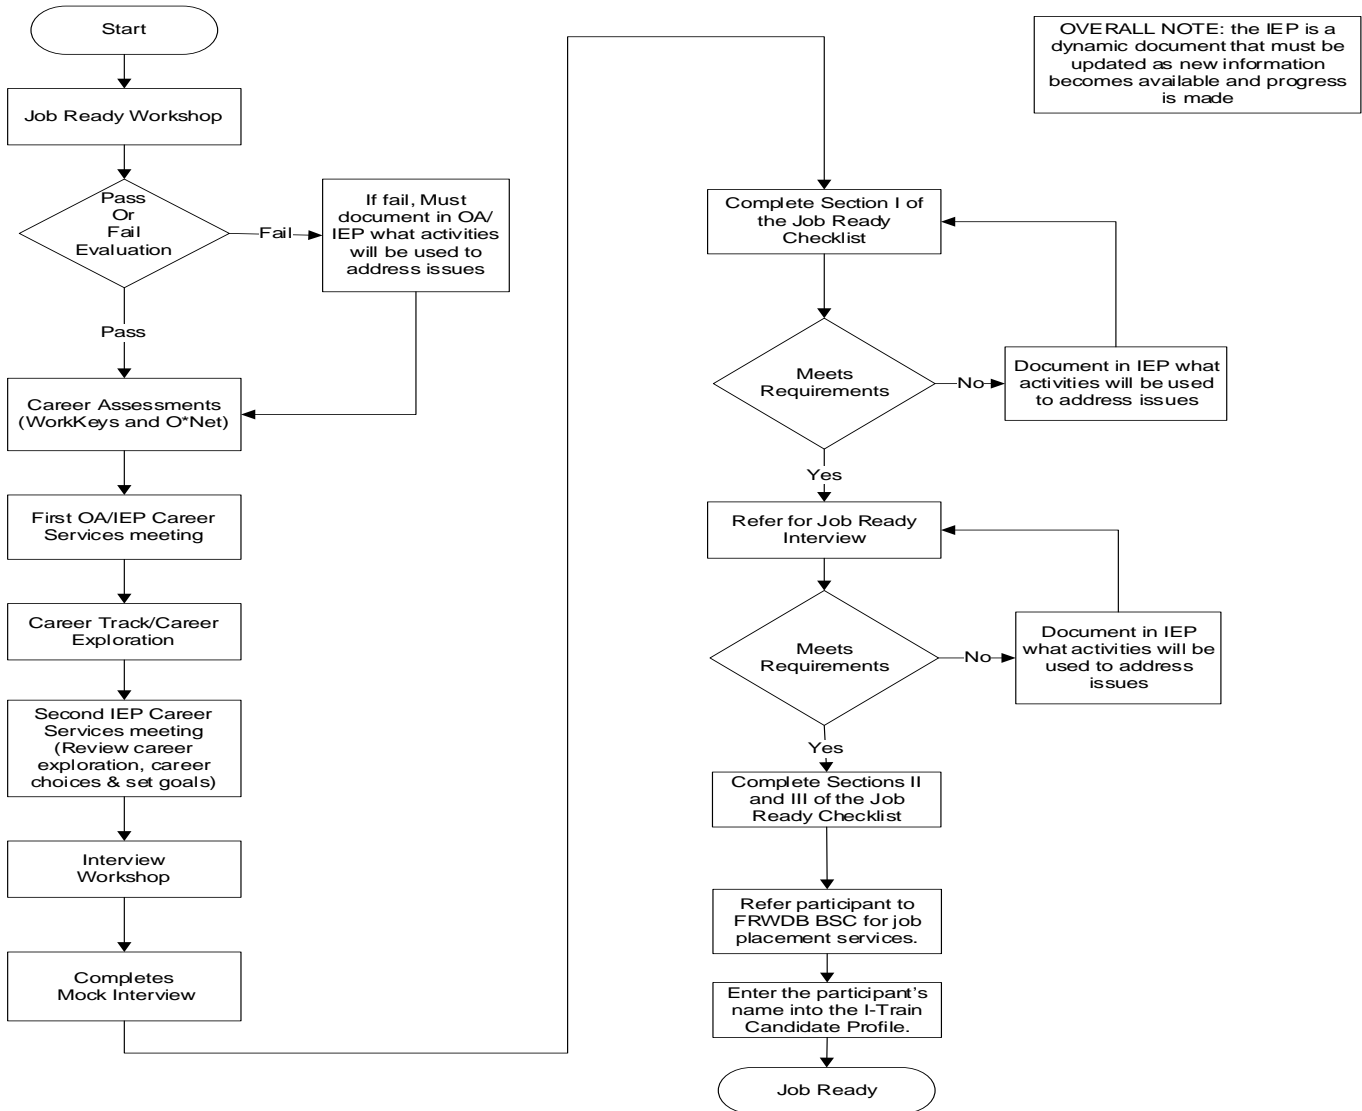 Start
Job Ready Workshop
Pass
Or
Fail
Evaluation
Fail
If fail, Must
document in OA/
IEP what activities
will be used to
address issues
Pass
Career Assessments
(WorkKeys and O*Net)
First OA/IEP Career
Services meeting
Career Track/Career
Exploration
Second IEP Career
Services meeting
(Review career
exploration, career
choices & set goals)
Interview
Workshop
Completes
Mock Interview
Complete Section I of
the Job Ready
Checklist
Meets
Requirements
No
Document in IEP what
activities will be used
to address issues
Yes
Refer for Job Ready
Interview
Meets
Requirements
No
Document in IEP
what activities will be
used to address
issues
Yes
Complete Sections II
and III of the Job
Ready Checklist
Refer participant to
FRWDB BSC for job
placement services.
Enter the participant’s
name into the I-Train
Candidate Profile.
Job Ready
OVERALL NOTE: the IEP is a
dynamic document that must be
updated as new information
becomes available and progress
is made